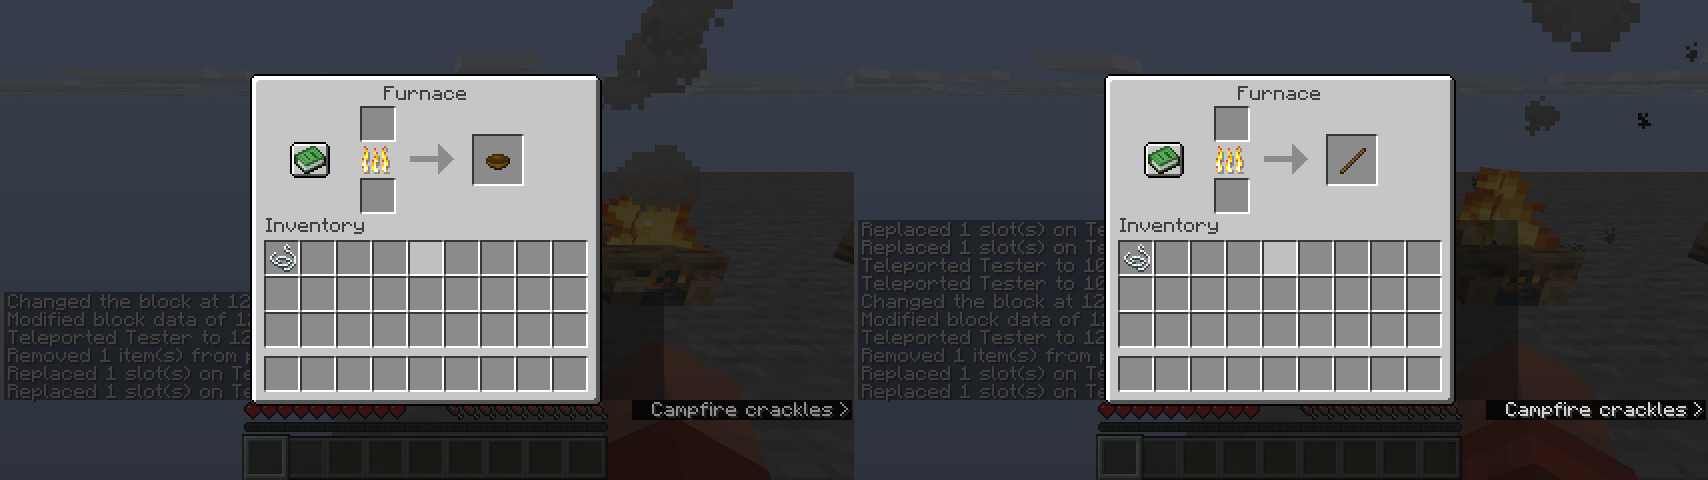 Furnace
Inventory
Changed the block at 12
Modified block data of 1
Teleported Tester to 12
Removed 1 item(s) from
Replaced 1 slot(s) on Te
Replaced 1 slot(s) on Te
Campfire crackles >
Furnace
Inventory
Replaced 1 slot(s) on Te
Replaced 1 slot(s) on Te
Teleported Tester to 10
Teleported Tester to 10
Changed the block at 12
Modified block data of 1
Teleported Tester to 12
Removed 1 item(s) from
Replaced 1 slot(s) on Te
Replaced 1 slot(s) on Te
Campfire crackles >